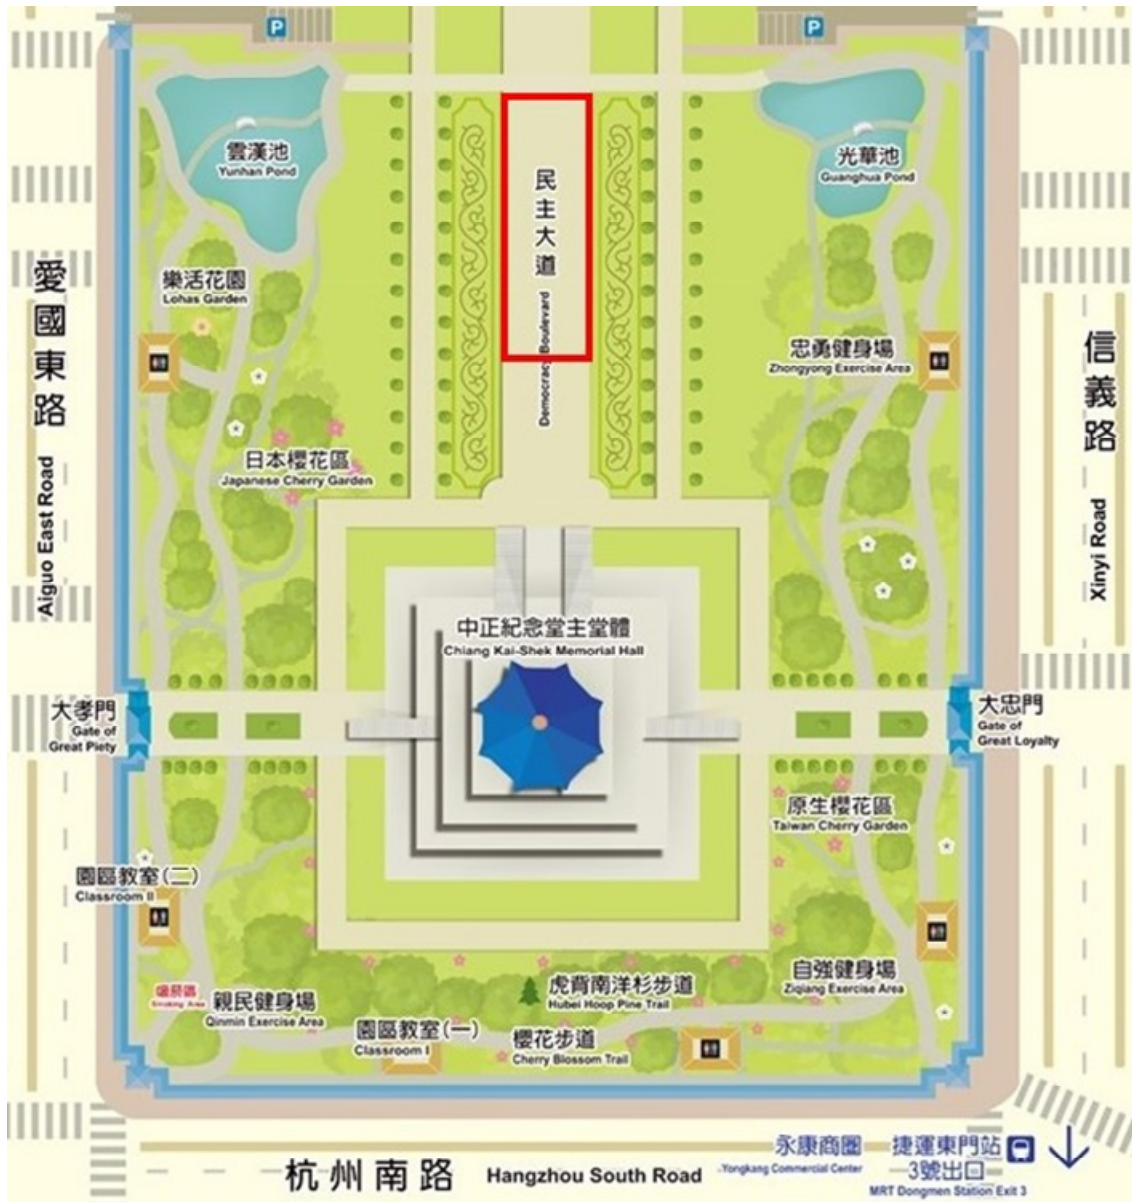 P
P
雲漢池
Yunhan Pond
光華池
Guanghua Pond
民主大道
Democracy Boulevard
樂活花園
Lohas Garden
忠勇健身場
Zhongyong Exercise Area
愛國東路
Aiguo East Road
信義路
Xinyi Road
日本櫻花區
Japanese Cherry Garden
中正紀念堂主堂體
Chiang Kai-Shek Memorial Hall
大孝門
Gate of
Great Piety
大忠門
Gate of
Great Loyalty
原生櫻花區
Taiwan Cherry Garden
園區教室(二)
Classroom II
吸菸區
Smoking Area
親民健身場
Qinmin Exercise Area
虎背南洋杉步道
Hubei Hoop Pine Trail
自強健身場
Ziqiang Exercise Area
園區教室(一)
Classroom I
櫻花步道
Cherry Blossom Trail
杭州南路 Hangzhou South Road
永康商圈
Yongkang Commercial Center
捷運東門站
3號出口
MRT Dongmen Station Exit 3